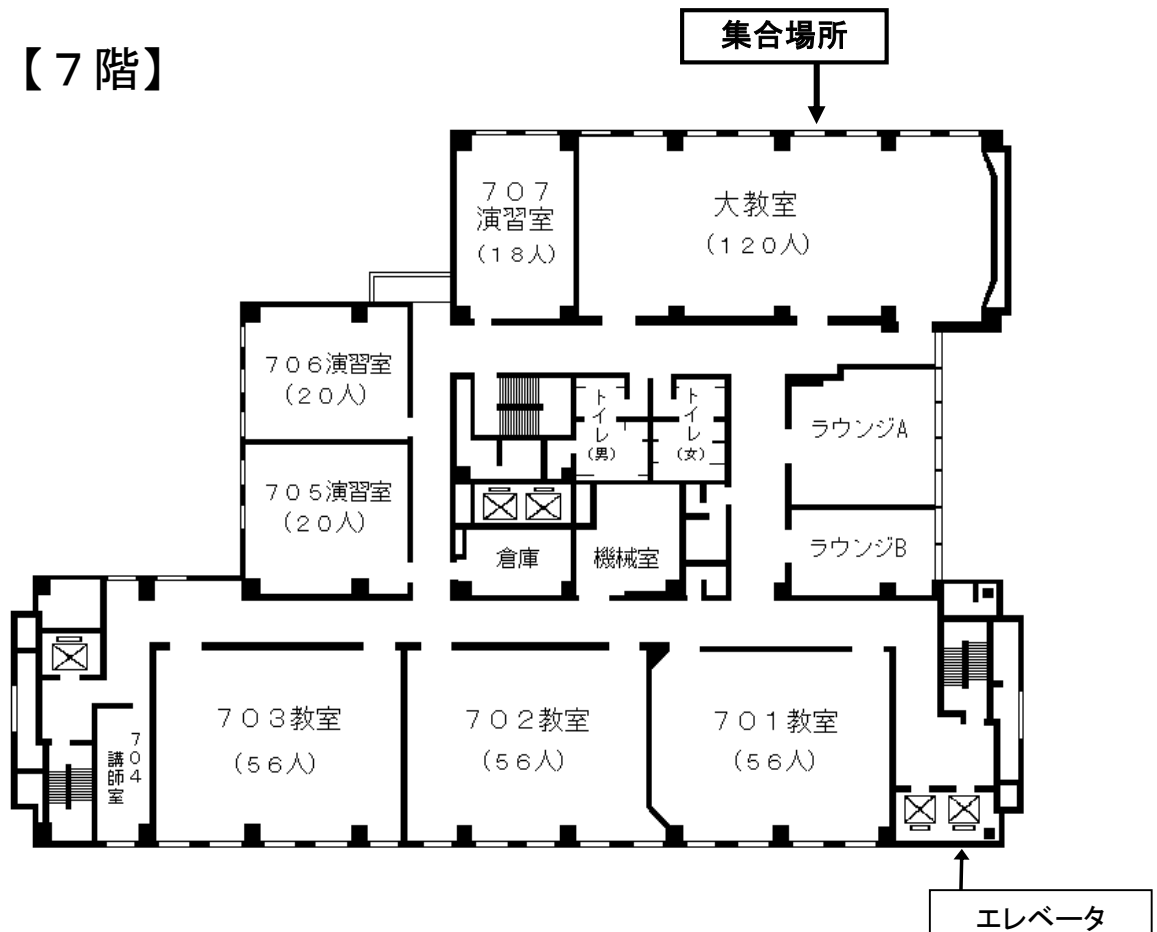 【７階】
集合場所
７０７
演習室
(１８人)
大教室
(１２０人)
７０６演習室
(２０人)
トイレ
(男)
トイレ
(女)
ラウンジA
７０５演習室
(２０人)
倉庫
機械室
ラウンジB
７０３教室
(５６人)
７０２教室
(５６人)
７０１教室
(５６人)
７０４
講師室
エレベータ